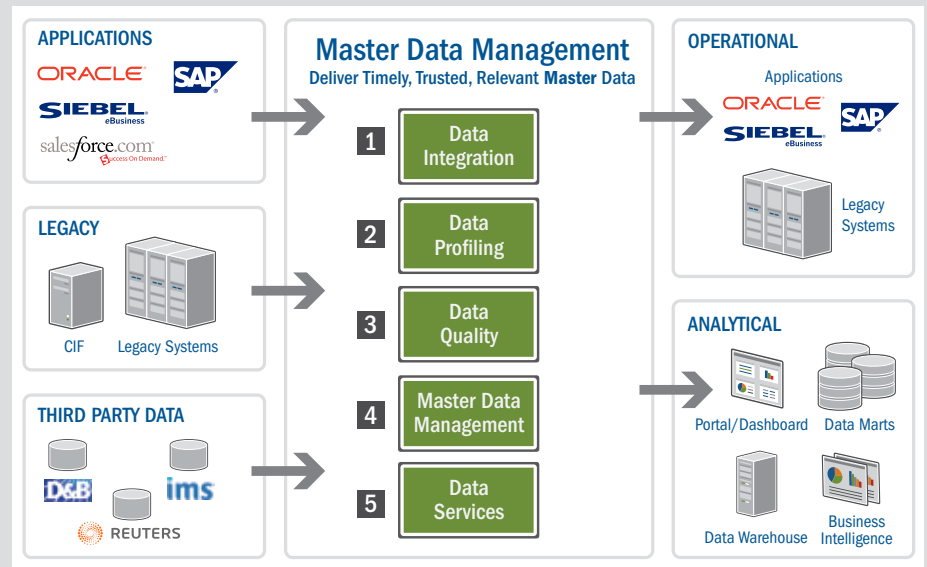 APPLICATIONS
ORACLE®
SAP®
SIEBEL®
eBusiness
salesforce.com®
Success On Demand.™
LEGACY
CIF
Legacy Systems
THIRD PARTY DATA
D&B
ims
REUTERS
Master Data Management
Deliver Timely, Trusted, Relevant Master Data
1
Data
Integration
2
Data
Profiling
3
Data
Quality
4
Master Data
Management
5
Data
Services
OPERATIONAL
Applications
ORACLE®
SAP®
SIEBEL®
eBusiness
Legacy
Systems
ANALYTICAL
Portal/Dashboard
Data Marts
Data Warehouse
Business
Intelligence